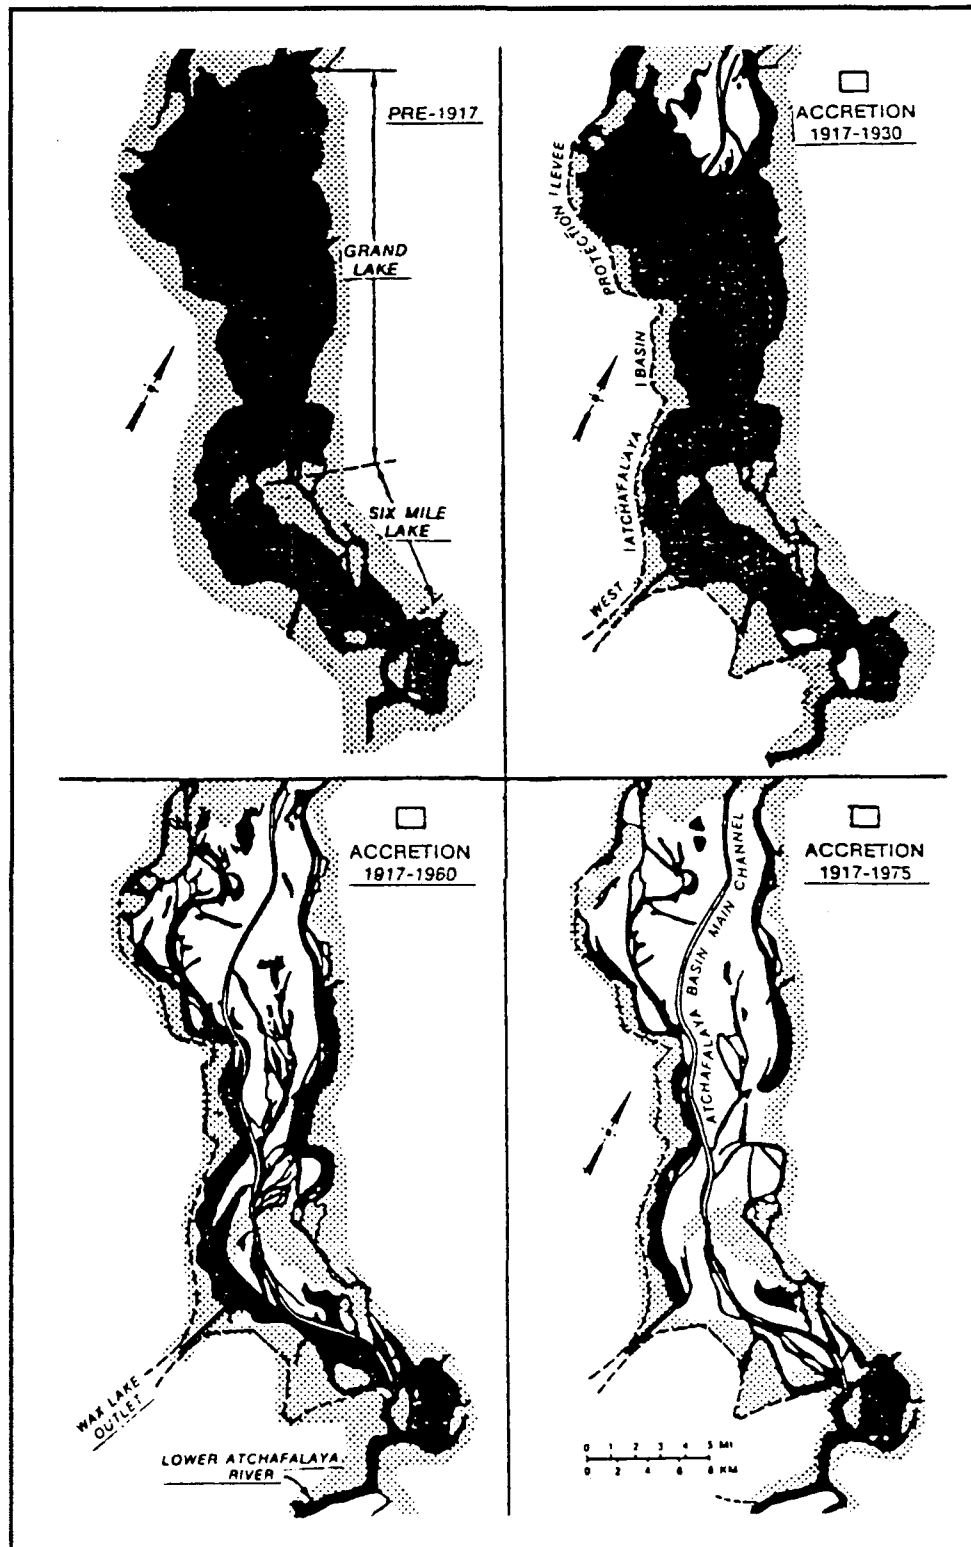 PRE-1917
GRAND
LAKE
SIX MILE
LAKE
ACCRETION
1917-1930
WEST
ATCHAFALAYA
BASIN
PROTECTION LEVEE
ACCRETION
1917-1960
WAX LAKE
OUTLET
LOWER ATCHAFALAYA
RIVER
ACCRETION
1917-1975
ATCHAFALAYA BASIN MAIN CHANNEL
0 1 2 3 4 5 MI
0 2 4 6 8 KM